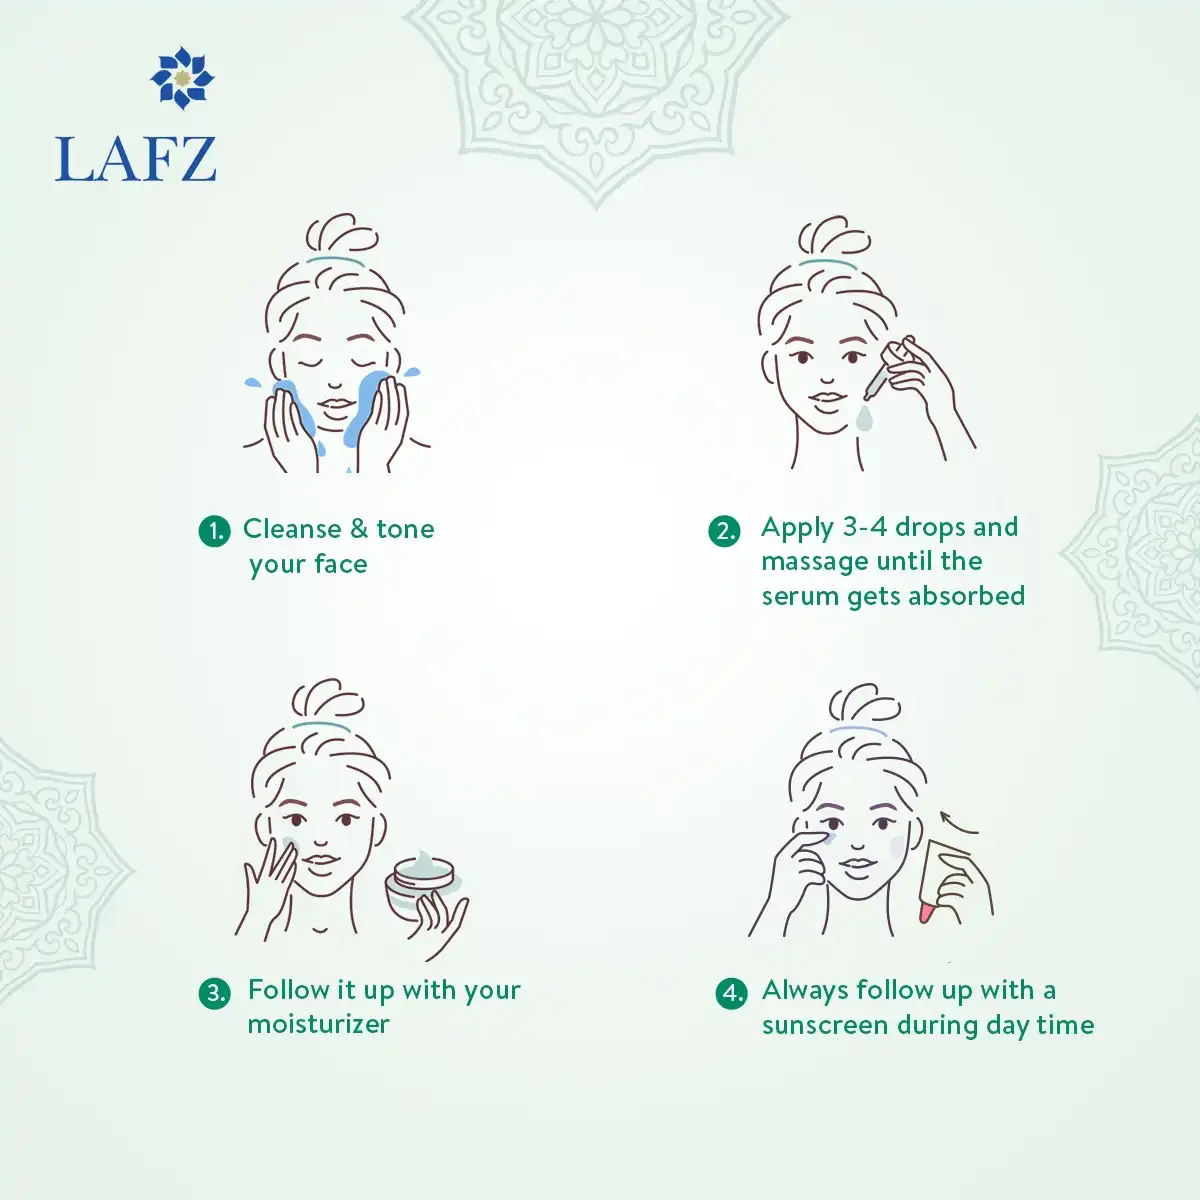 LAFZ
1. Cleanse & tone
your face
2. Apply 3-4 drops and
massage until the
serum gets absorbed
3. Follow it up with your
moisturizer
4. Always follow up with a
sunscreen during day time